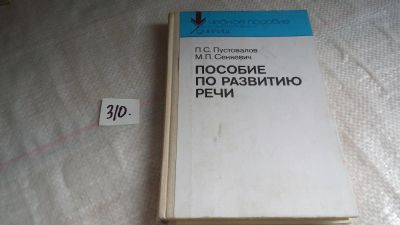 310.
учебное пособие
П.С. Пустовалов
М.П. Сенкевич
ПОСОБИЕ
ПО РАЗВИТИЮ
РЕЧИ